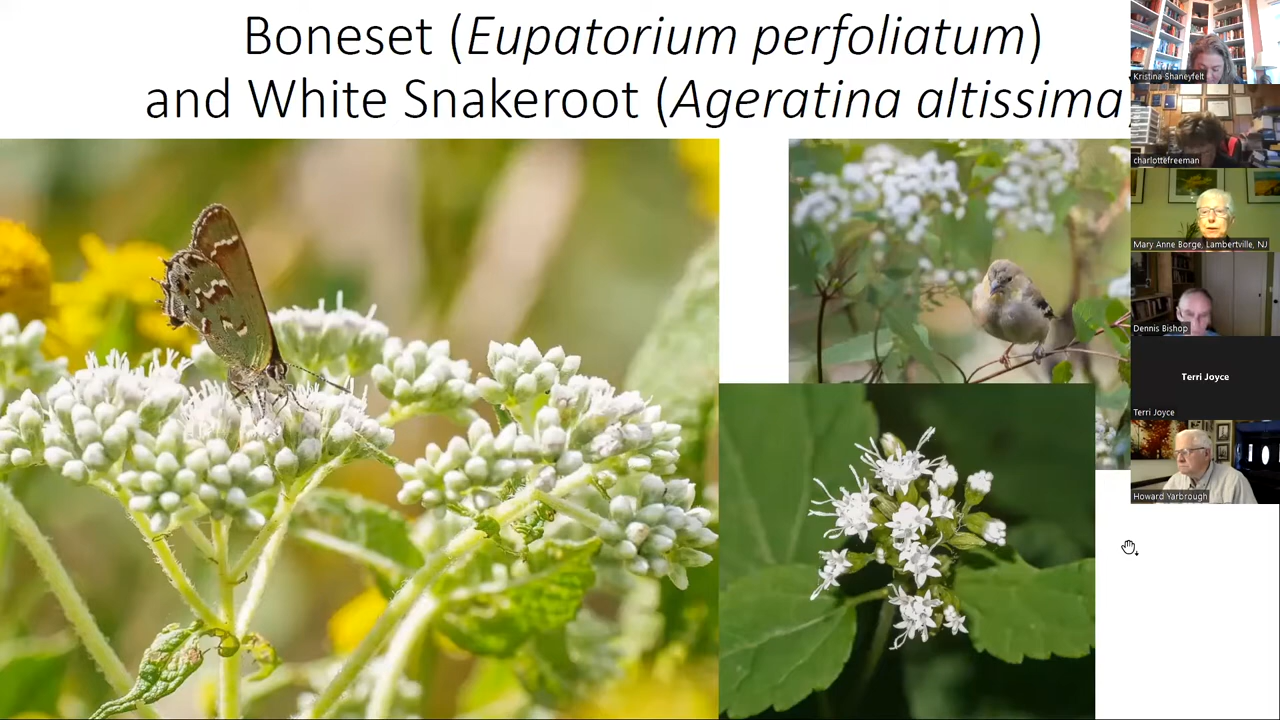 Boneset (Eupatorium perfoliatum)
and White Snakeroot (Ageratina altissima
Kristina Shaneyfelt
charlottefreeman
Mary Anne Borge, Lambertville, NJ
Dennis Bishop
Terri Joyce
Terri Joyce
Howard Yarbrough